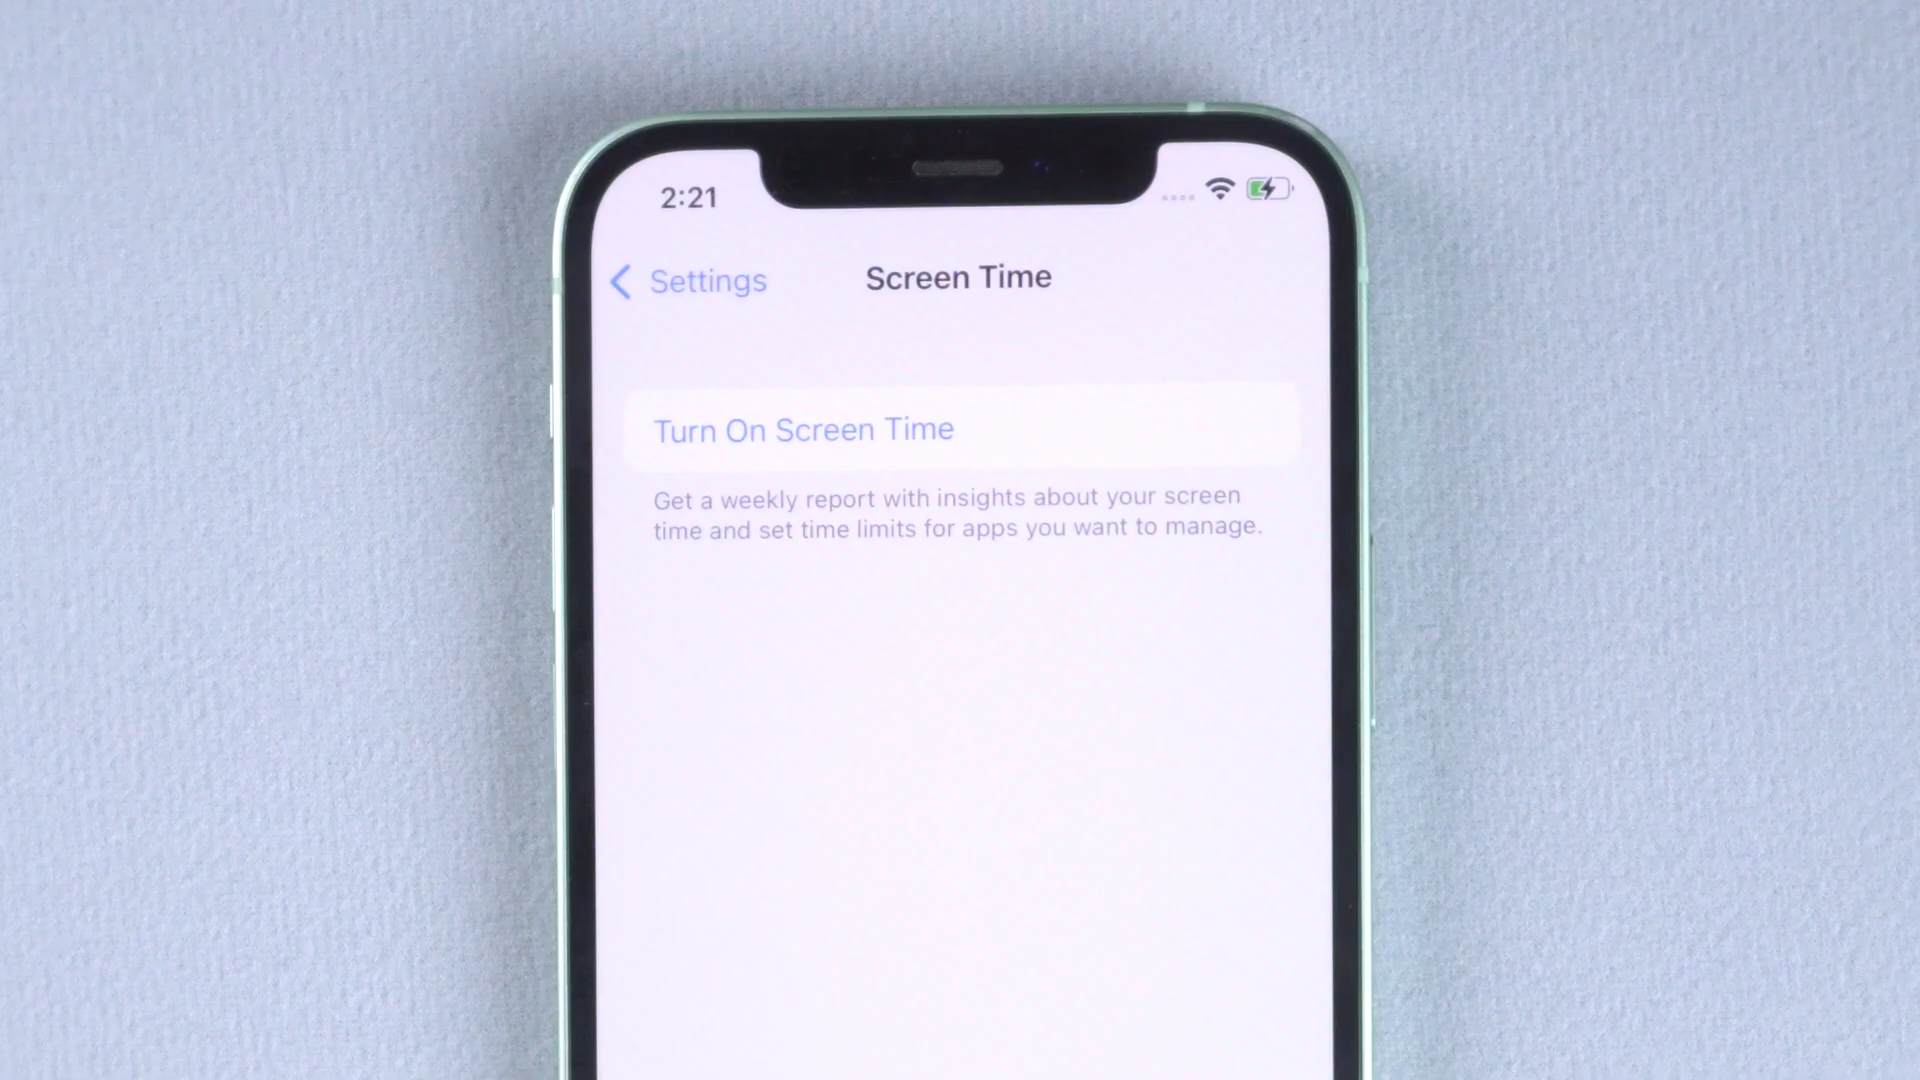 2:21
Settings
Screen Time
Turn On Screen Time
Get a weekly report with insights about your screen
time and set time limits for apps you want to manage.